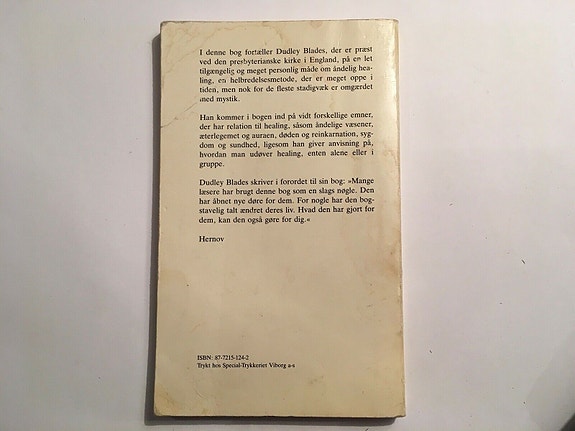 I denne bog fortæller Dudley Blades, der er præst
ved den presbyterianske kirke i England, på en let
tilgængelig og meget personlig måde om åndelig hea-
ling, en helbredelsesmetode, der er meget oppe i
tiden, men nok for de fleste stadigvæk er omgærdet
med mystik.
Han kommer i bogen ind på vidt forskellige emner,
der har relation til healing, såsom åndelige væsener,
æterlegemet og auraen, døden og reinkarnation, syg-
dom og sundhed, ligesom han giver anvisning på,
hvordan man udøver healing, enten alene eller i
gruppe.
Dudley Blades skriver i forordet til sin bog: »Mange
læsere har brugt denne bog som en slags nøgle. Den
har åbnet nye døre for dem. For nogle har den bog-
stavelig talt ændret deres liv. Hvad den har gjort for
dem, kan den også gøre for dig.«
Hernov
ISBN: 87-7215-124-2
Trykt hos Special-Trykkeriet Viborg a-s